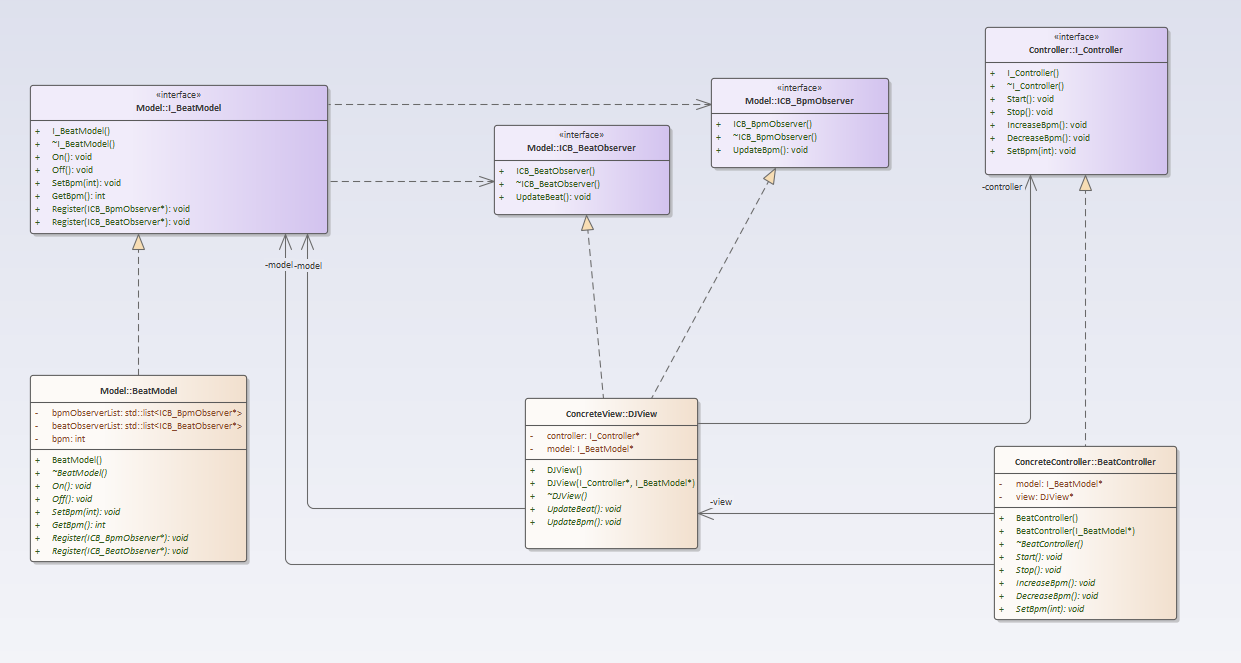 «interface»
Model::I_BeatModel
+ I_BeatModel()
+ ~I_BeatModel()
+ On(): void
+ Off(): void
+ SetBpm(int): void
+ GetBpm(): int
+ Register(ICB_BpmObserver*): void
+ Register(ICB_BeatObserver*): void
«interface»
Model::ICB_BeatObserver
+ ICB_BeatObserver()
+ ~ICB_BeatObserver()
+ UpdateBeat(): void
«interface»
Model::ICB_BpmObserver
+ ICB_BpmObserver()
+ ~ICB_BpmObserver()
+ UpdateBpm(): void
«interface»
Controller::I_Controller
+ I_Controller()
+ ~I_Controller()
+ Start(): void
+ Stop(): void
+ IncreaseBpm(): void
+ DecreaseBpm(): void
+ SetBpm(int): void
-controller
-model
-model
Model::BeatModel
- bpmObserverList: std::list<ICB_BpmObserver*>
- beatObserverList: std::list<ICB_BeatObserver*>
- bpm: int
+ BeatModel()
+ ~BeatModel()
+ On(): void
+ Off(): void
+ SetBpm(int): void
+ GetBpm(): int
+ Register(ICB_BpmObserver*): void
+ Register(ICB_BeatObserver*): void
ConcreteView::DJView
- controller: I_Controller*
- model: I_BeatModel*
+ DJView()
+ DJView(I_Controller*, I_BeatModel*)
+ ~DJView()
+ UpdateBeat(): void
+ UpdateBpm(): void
-view
ConcreteController::BeatController
- model: I_BeatModel*
- view: DJView*
+ BeatController()
+ BeatController(I_BeatModel*)
+ ~BeatController()
+ Start(): void
+ Stop(): void
+ IncreaseBpm(): void
+ DecreaseBpm(): void
+ SetBpm(int): void